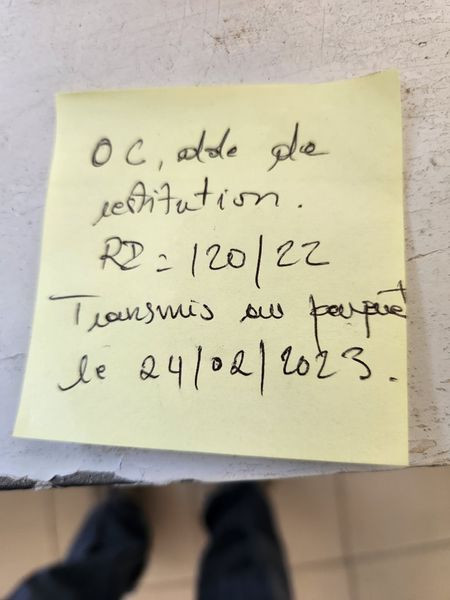 OC, dde de
restitution.
RI = 120/22
Transmis au parquet
le 24/02/2023.